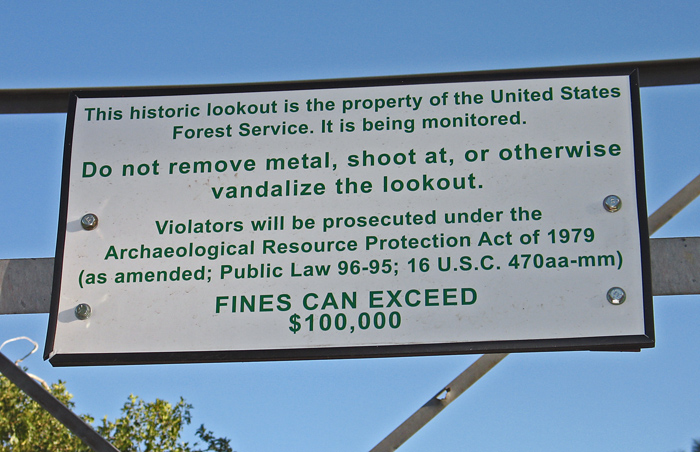 This historic lookout is the property of the United States
Forest Service. It is being monitored.
Do not remove metal, shoot at, or otherwise
vandalize the lookout.
Violators will be prosecuted under the
Archaeological Resource Protection Act of 1979
(as amended; Public Law 96-95; 16 U.S.C. 470aa-mm)
FINES CAN EXCEED
$100,000